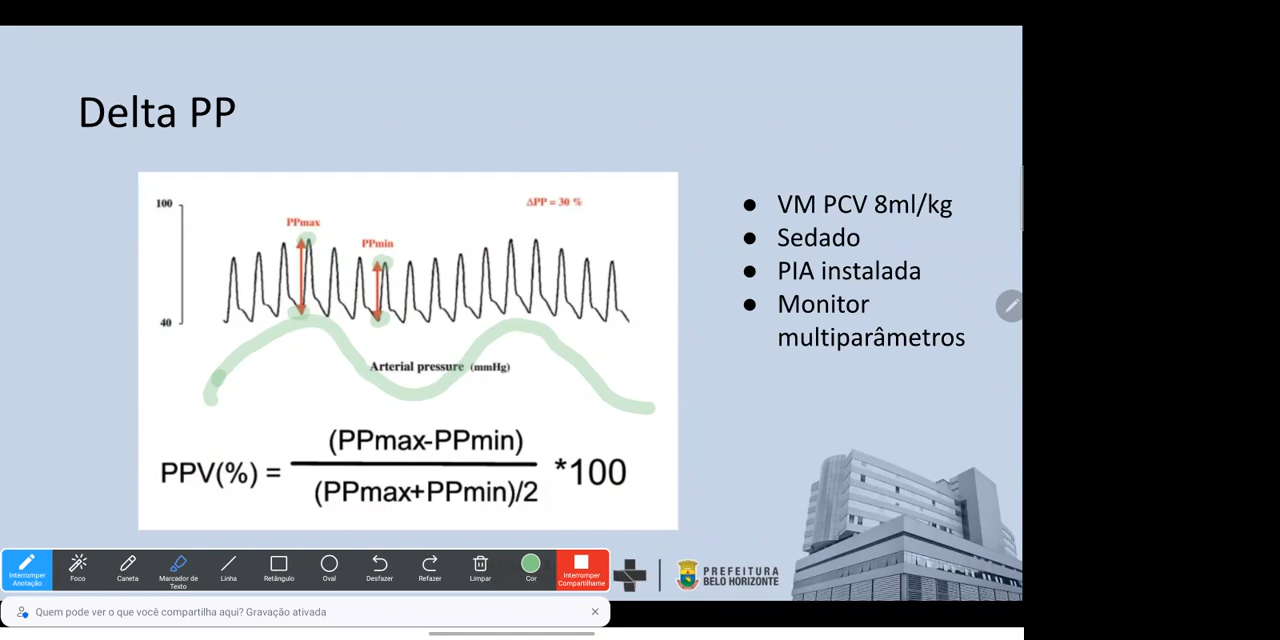 Delta PP
100
ΔPP = 30 %
PPmax
PPmin
40
Arterial pressure (mmHg)
PPV(%) = (PPmax-PPmin) / (PPmax+PPmin)/2 *100
● VM PCV 8ml/kg
● Sedado
● PIA instalada
● Monitor
multiparâmetros
Interromper
Anotação
Foco
Caneta
Marcador de
Texto
Linha
Retângulo
Oval
Desfazer
Refazer
Limpar
Cor
Interromper
Compartilhame
PREFEITURA
BELO HORIZONTE
Quem pode ver o que você compartilha aqui? Gravação ativada